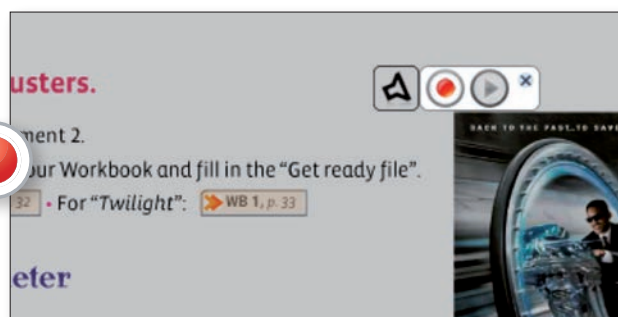 usters.
ment 2.
our Workbook and fill in the “Get ready file”.
32 • For “Twilight”: WB 1, p. 33
BACK TO THE PAST...TO SAVE
eter